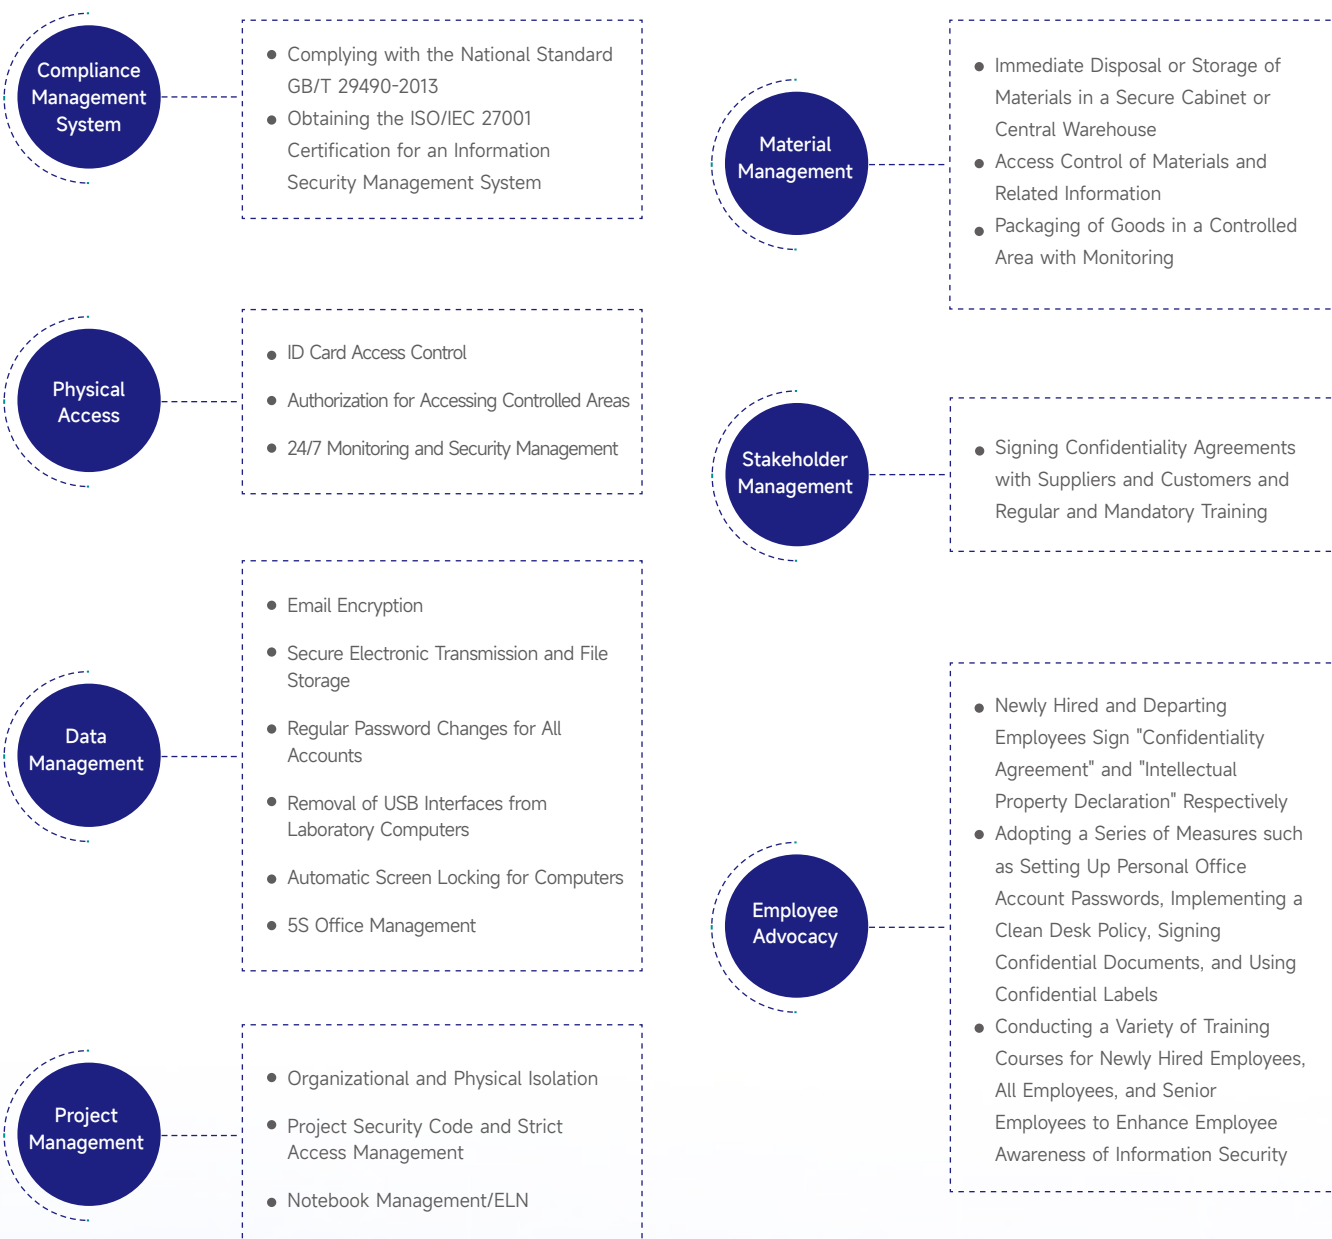 Compliance
Management
System
Complying with the National Standard
GB/T 29490-2013
Obtaining the ISO/IEC 27001
Certification for an Information
Security Management System
Physical
Access
ID Card Access Control
Authorization for Accessing Controlled Areas
24/7 Monitoring and Security Management
Data
Management
Email Encryption
Secure Electronic Transmission and File
Storage
Regular Password Changes for All
Accounts
Removal of USB Interfaces from
Laboratory Computers
Automatic Screen Locking for Computers
5S Office Management
Project
Management
Organizational and Physical Isolation
Project Security Code and Strict
Access Management
Notebook Management/ELN
Material
Management
Immediate Disposal or Storage of
Materials in a Secure Cabinet or
Central Warehouse
Access Control of Materials and
Related Information
Packaging of Goods in a Controlled
Area with Monitoring
Stakeholder
Management
Signing Confidentiality Agreements
with Suppliers and Customers and
Regular and Mandatory Training
Employee
Advocacy
Newly Hired and Departing
Employees Sign "Confidentiality
Agreement" and "Intellectual
Property Declaration" Respectively
Adopting a Series of Measures such
as Setting Up Personal Office
Account Passwords, Implementing a
Clean Desk Policy, Signing
Confidential Documents, and Using
Confidential Labels
Conducting a Variety of Training
Courses for Newly Hired Employees,
All Employees, and Senior
Employees to Enhance Employee
Awareness of Information Security